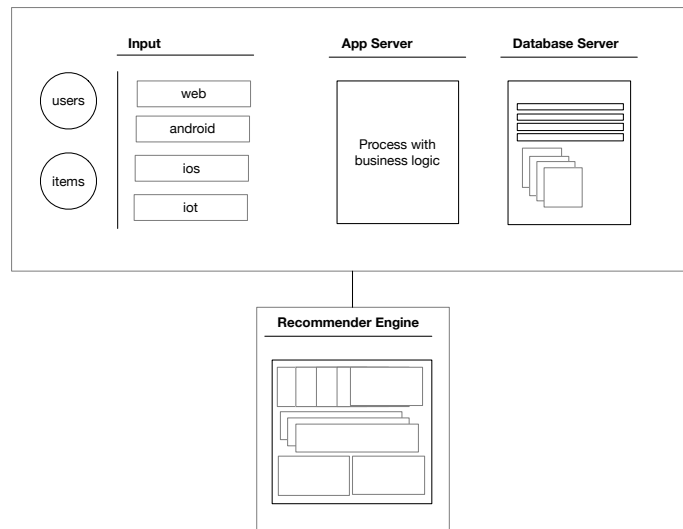 Input
App Server
Database Server
users
items
web
android
ios
iot
Process with
business logic
Recommender Engine